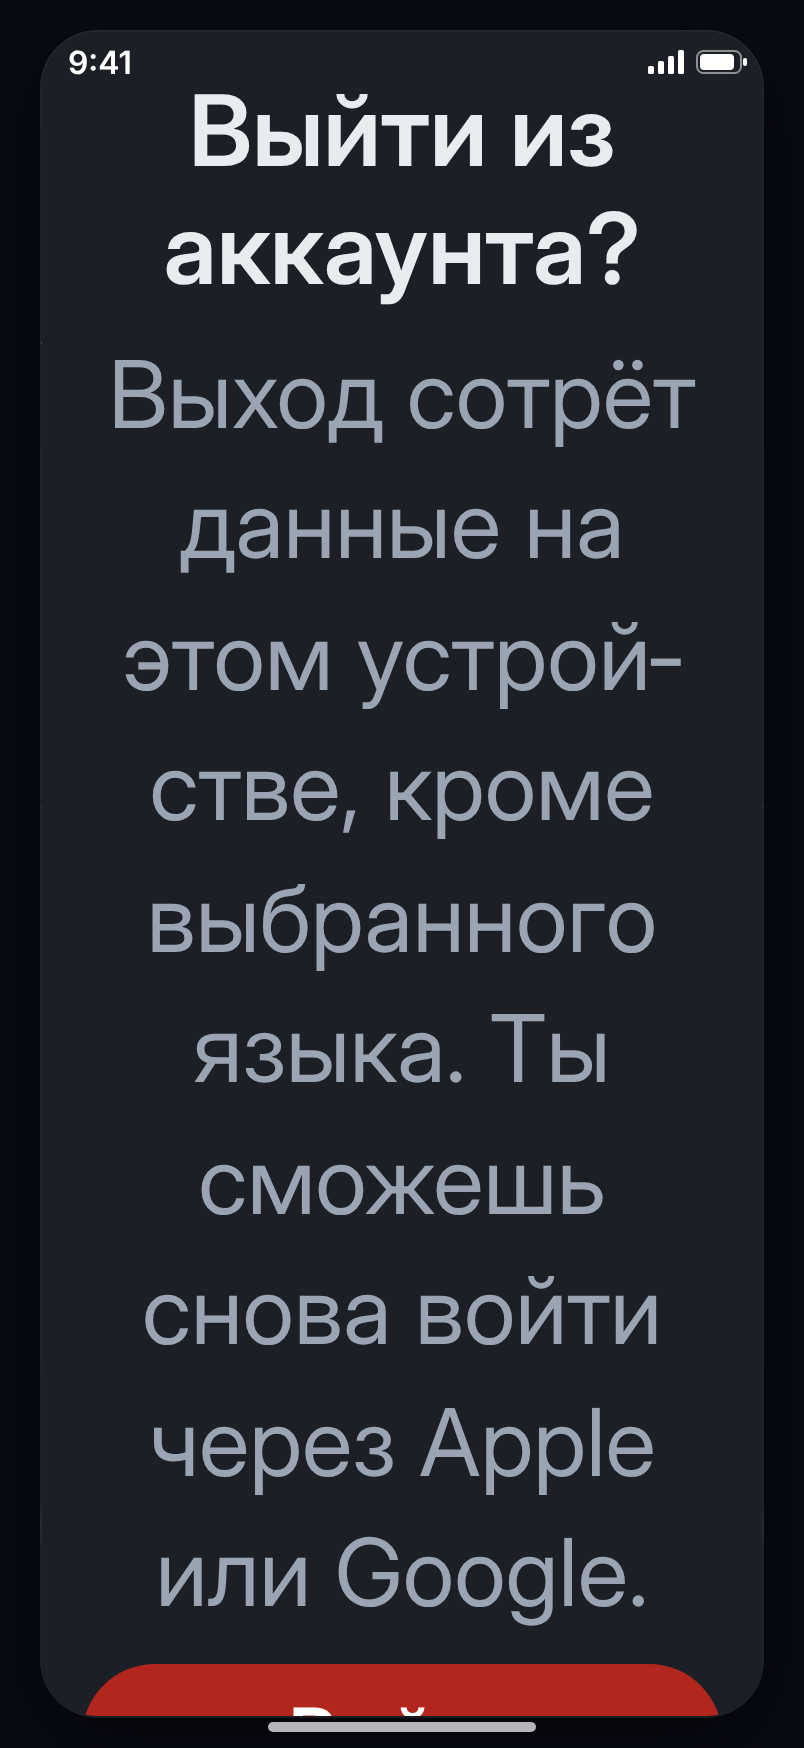 9:41
Выйти из
аккаунта?
Выход сотрёт
данные на
этом устрой-
стве, кроме
выбранного
языка. Ты
сможешь
снова войти
через Apple
или Google.